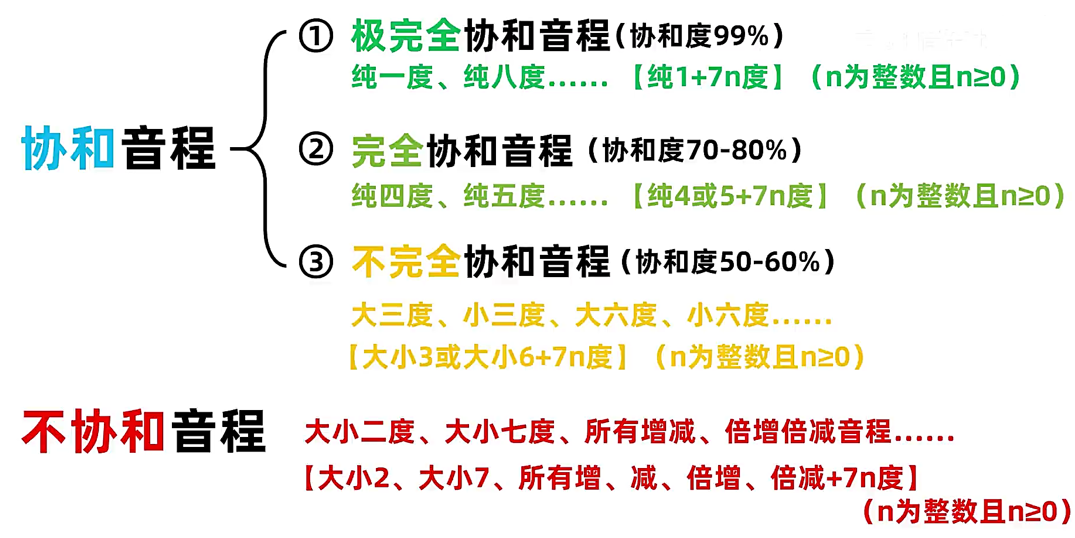 ① 极完全协和音程(协和度99%)
纯一度、纯八度......【纯1+7n度】（n为整数且n≥0）
协和音程
② 完全协和音程（协和度70-80%）
纯四度、纯五度......【纯4或5+7n度】（n为整数且n≥0）
③ 不完全协和音程（协和度50-60%）
大三度、小三度、大六度、小六度......
【大小3或大小6+7n度】（n为整数且n≥0）
不协和音程
大小二度、大小七度、所有增减、倍增倍减音程......
【大小2、大小7、所有增、减、倍增、倍减+7n度】
（n为整数且n≥0）